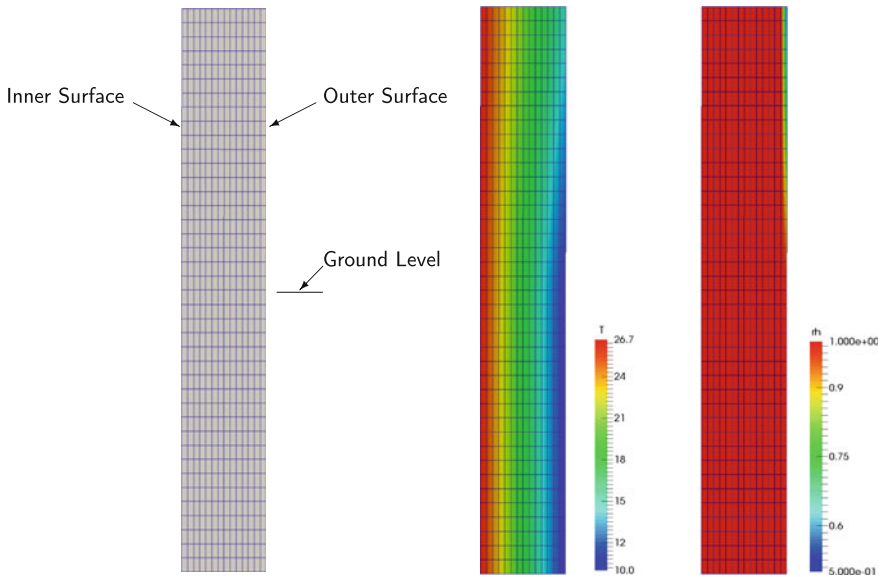 Inner Surface
Outer Surface
Ground Level
T
26.7
24
21
18
15
12
10.0
rh
1.000e+00
0.9
0.75
0.6
5.000e-01